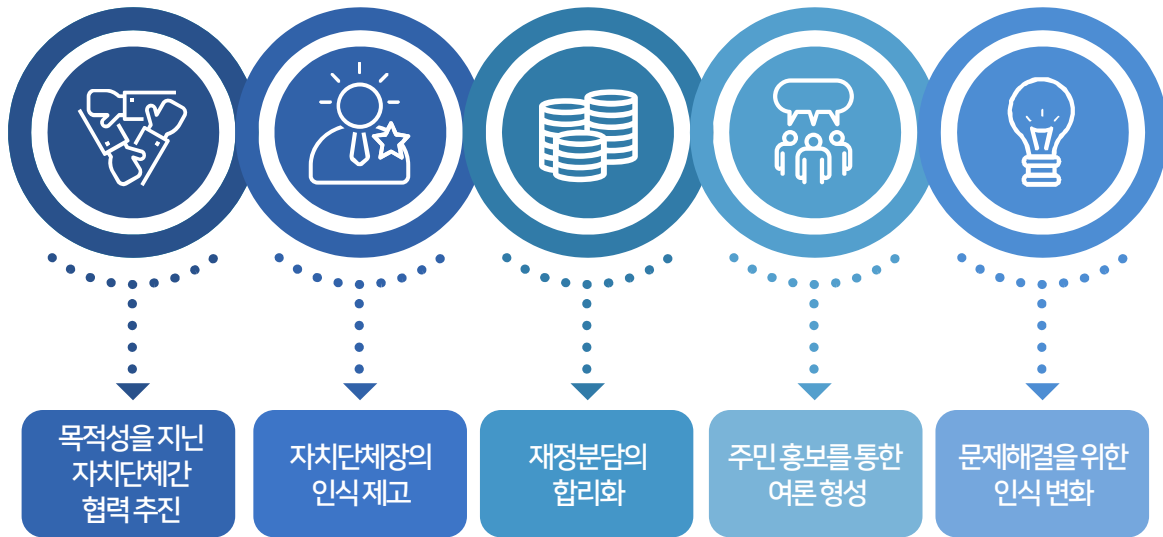 목적성을 지닌
자치단체간
협력 추진
자치단체장의
인식 제고
재정분담의
합리화
주민 홍보를 통한
여론 형성
문제해결을 위한
인식 변화